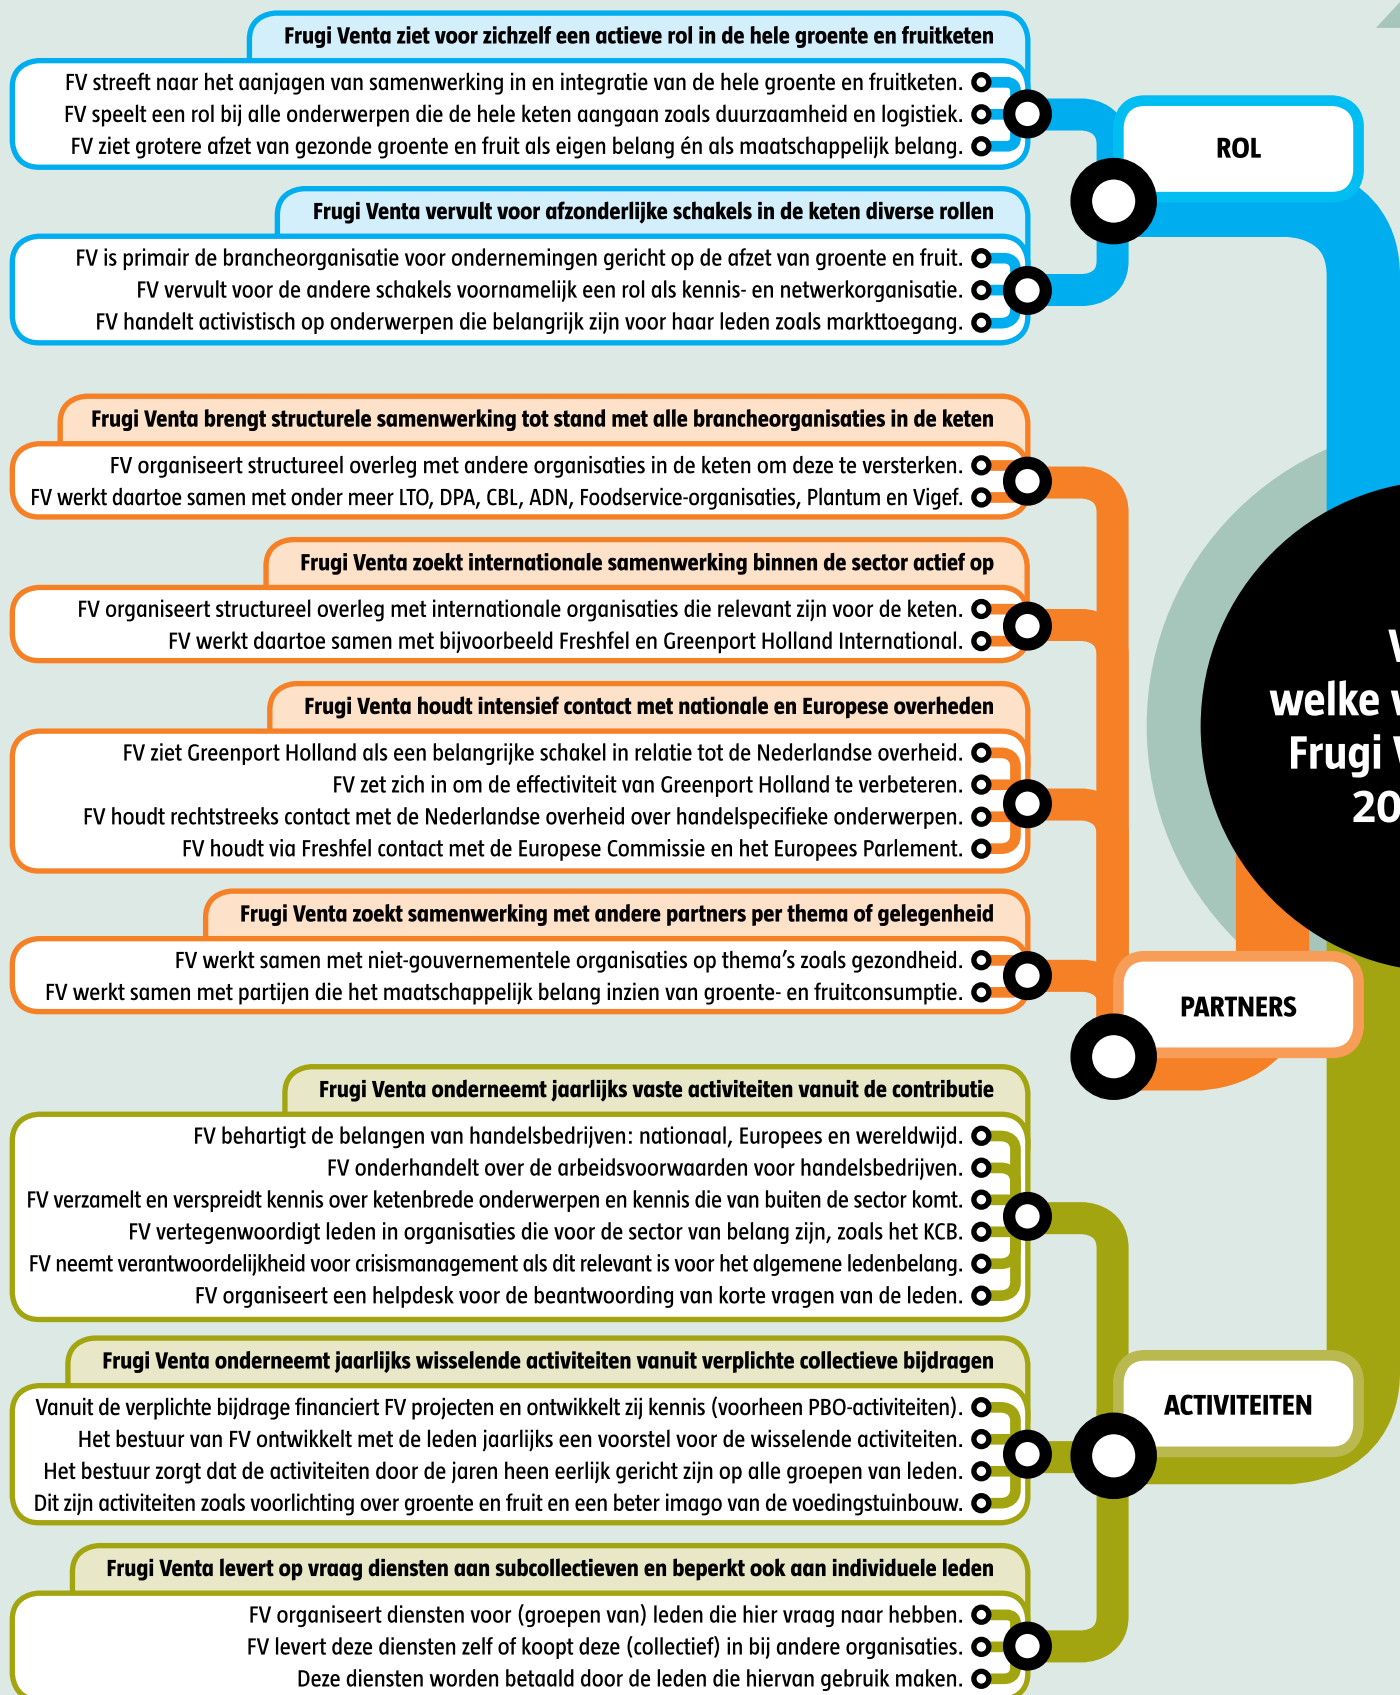 Frugi Venta ziet voor zichzelf een actieve rol in de hele groente en fruitketen
FV streeft naar het aanjagen van samenwerking in en integratie van de hele groente en fruitketen.
FV speelt een rol bij alle onderwerpen die de hele keten aangaan zoals duurzaamheid en logistiek.
FV ziet grotere afzet van gezonde groente en fruit als eigen belang én als maatschappelijk belang.
ROL
Frugi Venta vervult voor afzonderlijke schakels in de keten diverse rollen
FV is primair de brancheorganisatie voor ondernemingen gericht op de afzet van groente en fruit.
FV vervult voor de andere schakels voornamelijk een rol als kennis- en netwerkorganisatie.
FV handelt activistisch op onderwerpen die belangrijk zijn voor haar leden zoals markttoegang.
Frugi Venta brengt structurele samenwerking tot stand met alle brancheorganisaties in de keten
FV organiseert structureel overleg met andere organisaties in de keten om deze te versterken.
FV werkt daartoe samen met onder meer LTO, DPA, CBL, ADN, Foodservice-organisaties, Plantum en Vigef.
Frugi Venta zoekt internationale samenwerking binnen de sector actief op
FV organiseert structureel overleg met internationale organisaties die relevant zijn voor de keten.
FV werkt daartoe samen met bijvoorbeeld Freshfel en Greenport Holland International.
Frugi Venta houdt intensief contact met nationale en Europese overheden
FV ziet Greenport Holland als een belangrijke schakel in relatie tot de Nederlandse overheid.
FV zet zich in om de effectiviteit van Greenport Holland te verbeteren.
FV houdt rechtstreeks contact met de Nederlandse overheid over handelspecifieke onderwerpen.
FV houdt via Freshfel contact met de Europese Commissie en het Europees Parlement.
welke
Frugi
20
Frugi Venta zoekt samenwerking met andere partners per thema of gelegenheid
FV werkt samen met niet-gouvernementele organisaties op thema's zoals gezondheid.
FV werkt samen met partijen die het maatschappelijk belang inzien van groente- en fruitconsumptie.
PARTNERS
Frugi Venta onderneemt jaarlijks vaste activiteiten vanuit de contributie
FV behartigt de belangen van handelsbedrijven: nationaal, Europees en wereldwijd.
FV onderhandelt over de arbeidsvoorwaarden voor handelsbedrijven.
FV verzamelt en verspreidt kennis over ketenbrede onderwerpen en kennis die van buiten de sector komt.
FV vertegenwoordigt leden in organisaties die voor de sector van belang zijn, zoals het KCB.
FV neemt verantwoordelijkheid voor crisismanagement als dit relevant is voor het algemene ledenbelang.
FV organiseert een helpdesk voor de beantwoording van korte vragen van de leden.
Frugi Venta onderneemt jaarlijks wisselende activiteiten vanuit verplichte collectieve bijdragen
Vanuit de verplichte bijdrage financiert FV projecten en ontwikkelt zij kennis (voorheen PBO-activiteiten).
Het bestuur van FV ontwikkelt met de leden jaarlijks een voorstel voor de wisselende activiteiten.
Het bestuur zorgt dat de activiteiten door de jaren heen eerlijk gericht zijn op alle groepen van leden.
Dit zijn activiteiten zoals voorlichting over groente en fruit en een beter imago van de voedingstuinbouw.
ACTIVITEITEN
Frugi Venta levert op vraag diensten aan subcollectieven en beperkt ook aan individuele leden
FV organiseert diensten voor (groepen van) leden die hier vraag naar hebben.
FV levert deze diensten zelf of koopt deze (collectief) in bij andere organisaties.
Deze diensten worden betaald door de leden die hiervan gebruik maken.